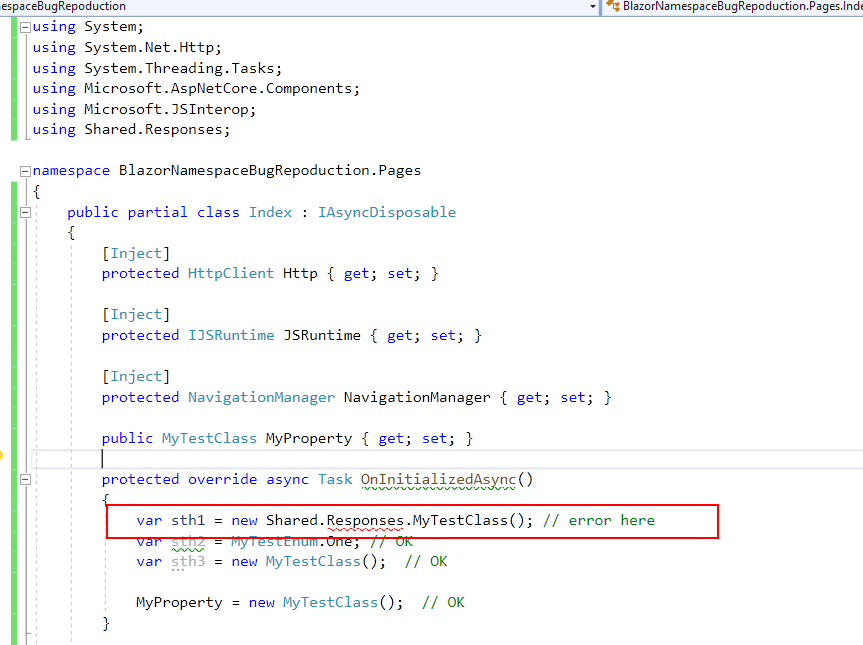 espaceBugRepoduction
BlazorNamespaceBugRepoduction.Pages.Inde
using System;
using System.Net.Http;
using System.Threading.Tasks;
using Microsoft.AspNetCore.Components;
using Microsoft.JSInterop;
using Shared.Responses;
namespace BlazorNamespaceBugRepoduction.Pages
{
public partial class Index : IAsyncDisposable
{
[Inject]
protected HttpClient Http { get; set; }
[Inject]
protected IJSRuntime JSRuntime { get; set; }
[Inject]
protected NavigationManager NavigationManager { get; set; }
public MyTestClass MyProperty { get; set; }
protected override async Task OnInitializedAsync()
{
var sth1 = new Shared.Responses.MyTestClass(); // error here
var sth2 = MyTestEnum.One; // OK
var sth3 = new MyTestClass();  // OK
MyProperty = new MyTestClass();  // OK
}